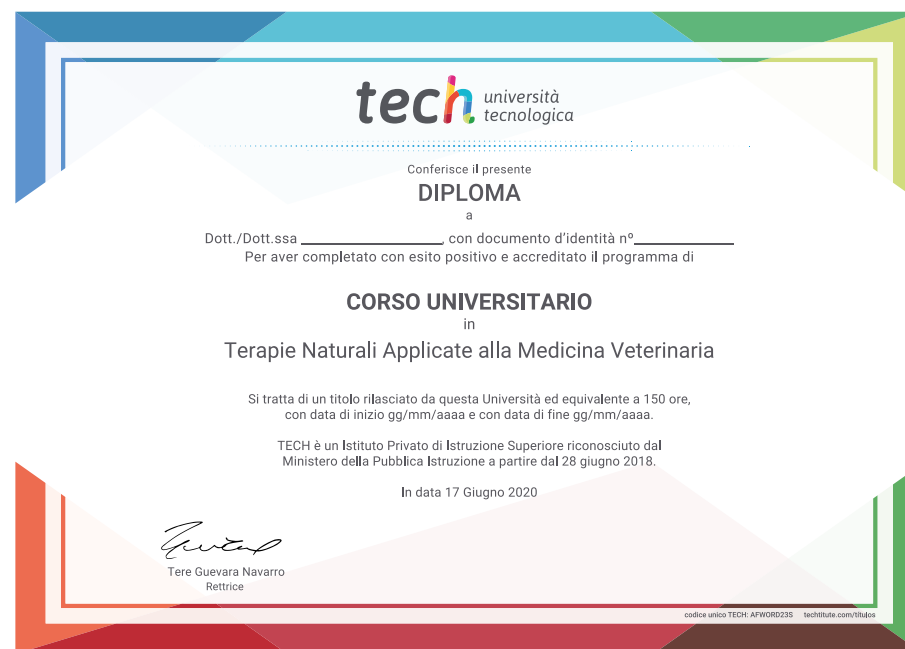 tech università
tecnologica
Conferisce il presente
DIPLOMA
a
Dott./Dott.ssa ____________________, con documento d'identità nº______________
Per aver completato con esito positivo e accreditato il programma di
CORSO UNIVERSITARIO
in
Terapie Naturali Applicate alla Medicina Veterinaria
Si tratta di un titolo rilasciato da questa Università ed equivalente a 150 ore,
con data di inizio gg/mm/aaaa e con data di fine gg/mm/aaaa.
TECH è un Istituto Privato di Istruzione Superiore riconosciuto dal
Ministero della Pubblica Istruzione a partire dal 28 giugno 2018.
In data 17 Giugno 2020
Tere Guevara Navarro
Rettrice
codice unico TECH: AFWORD23S techtitute.com/titulos